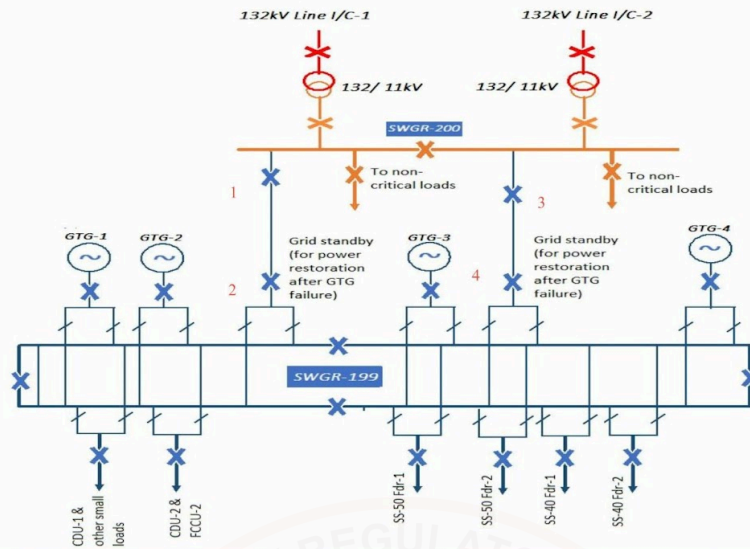 132kV Line I/C-1
132kV Line I/C-2
132/ 11kV
132/ 11kV
SWGR-200
To non-
critical loads
To non-
critical loads
1
3
GTG-1
GTG-2
Grid standby
(for power
restoration
after GTG
failure)
GTG-3
Grid standby
(for power
restoration
after GTG
failure)
GTG-4
2
4
SWGR-199
CDU-1 &
other small
loads
CDU-2 &
FCCU-2
SS-50 Fdr-1
SS-50 Fdr-2
SS-40 Fdr-1
SS-40 Fdr-2
REGULAT